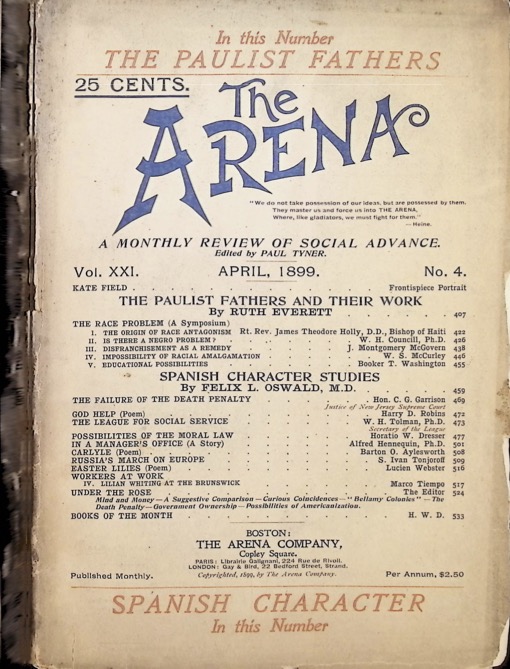 In this Number
THE PAULIST FATHERS
25 CENTS.
The
ARENA
"We do not take possession of our ideas, but are possessed by them.
They master us and force us into THE ARENA,
Where, like gladiators, we must fight for them."
—Heine.
A MONTHLY REVIEW OF SOCIAL ADVANCE.
Edited by PAUL TYNER.
Vol. XXI. APRIL, 1899. No. 4.
KATE FIELD . . . . . . . . . Frontispiece Portrait
THE PAULIST FATHERS AND THEIR WORK
By RUTH EVERETT . . . . . . 407
THE RACE PROBLEM (A Symposium)
I. THE ORIGIN OF RACE ANTAGONISM Rt. Rev. James Theodore Holly, D.D., Bishop of Haiti 422
II. IS THERE A NEGRO PROBLEM? . . . . . W. H. Councill, Ph.D. 426
III. DISFRANCHISEMENT AS A REMEDY . . . . . J. Montgomery McGovern 438
IV. IMPOSSIBILITY OF RACIAL AMALGAMATION . . . . . W. S. McCurley 446
V. EDUCATIONAL POSSIBILITIES . . . . . Booker T. Washington 455
SPANISH CHARACTER STUDIES
By FELIX L. OSWALD, M.D. . . . . . 459
THE FAILURE OF THE DEATH PENALTY . . . . . Hon. C. G. Garrison 469
Justice of New Jersey Supreme Court
GOD HELP (Poem) . . . . . Harry D. Robins 472
THE LEAGUE FOR SOCIAL SERVICE . . . . . W. H. Tolman, Ph.D. 473
Secretary of the League
POSSIBILITIES OF THE MORAL LAW . . . . . Horatio W. Dresser 477
IN A MANAGER'S OFFICE (A Story) . . . . . Alfred Hennequin, Ph.D. 501
CARLYLE (Poem) . . . . . Barton O. Aylesworth 508
RUSSIA'S MARCH ON EUROPE . . . . . S. Ivan Tonjoroff 509
EASTER LILIES (Poem) . . . . . Lucien Webster 516
WORKERS AT WORK
IV. LILIAN WHITING AT THE BRUNSWICK . . . . . Marco Tiempo 517
UNDER THE ROSE . . . . . The Editor 524
Mind and Money—A Suggestive Comparison—Curious Coincidences—"Bellamy Colonies"—The
Death Penalty—Government Ownership—Possibilities of Americanization.
BOOKS OF THE MONTH . . . . . H. W. D. 533
BOSTON:
THE ARENA COMPANY,
Copley Square.
PARIS: Librairie Galignani, 224 Rue de Rivoli.
LONDON: Gay & Bird, 22 Bedford Street, Strand.
Published Monthly. Copyrighted, 1899, by The Arena Company. Per Annum, $2.50
SPANISH CHARACTER
In this Number